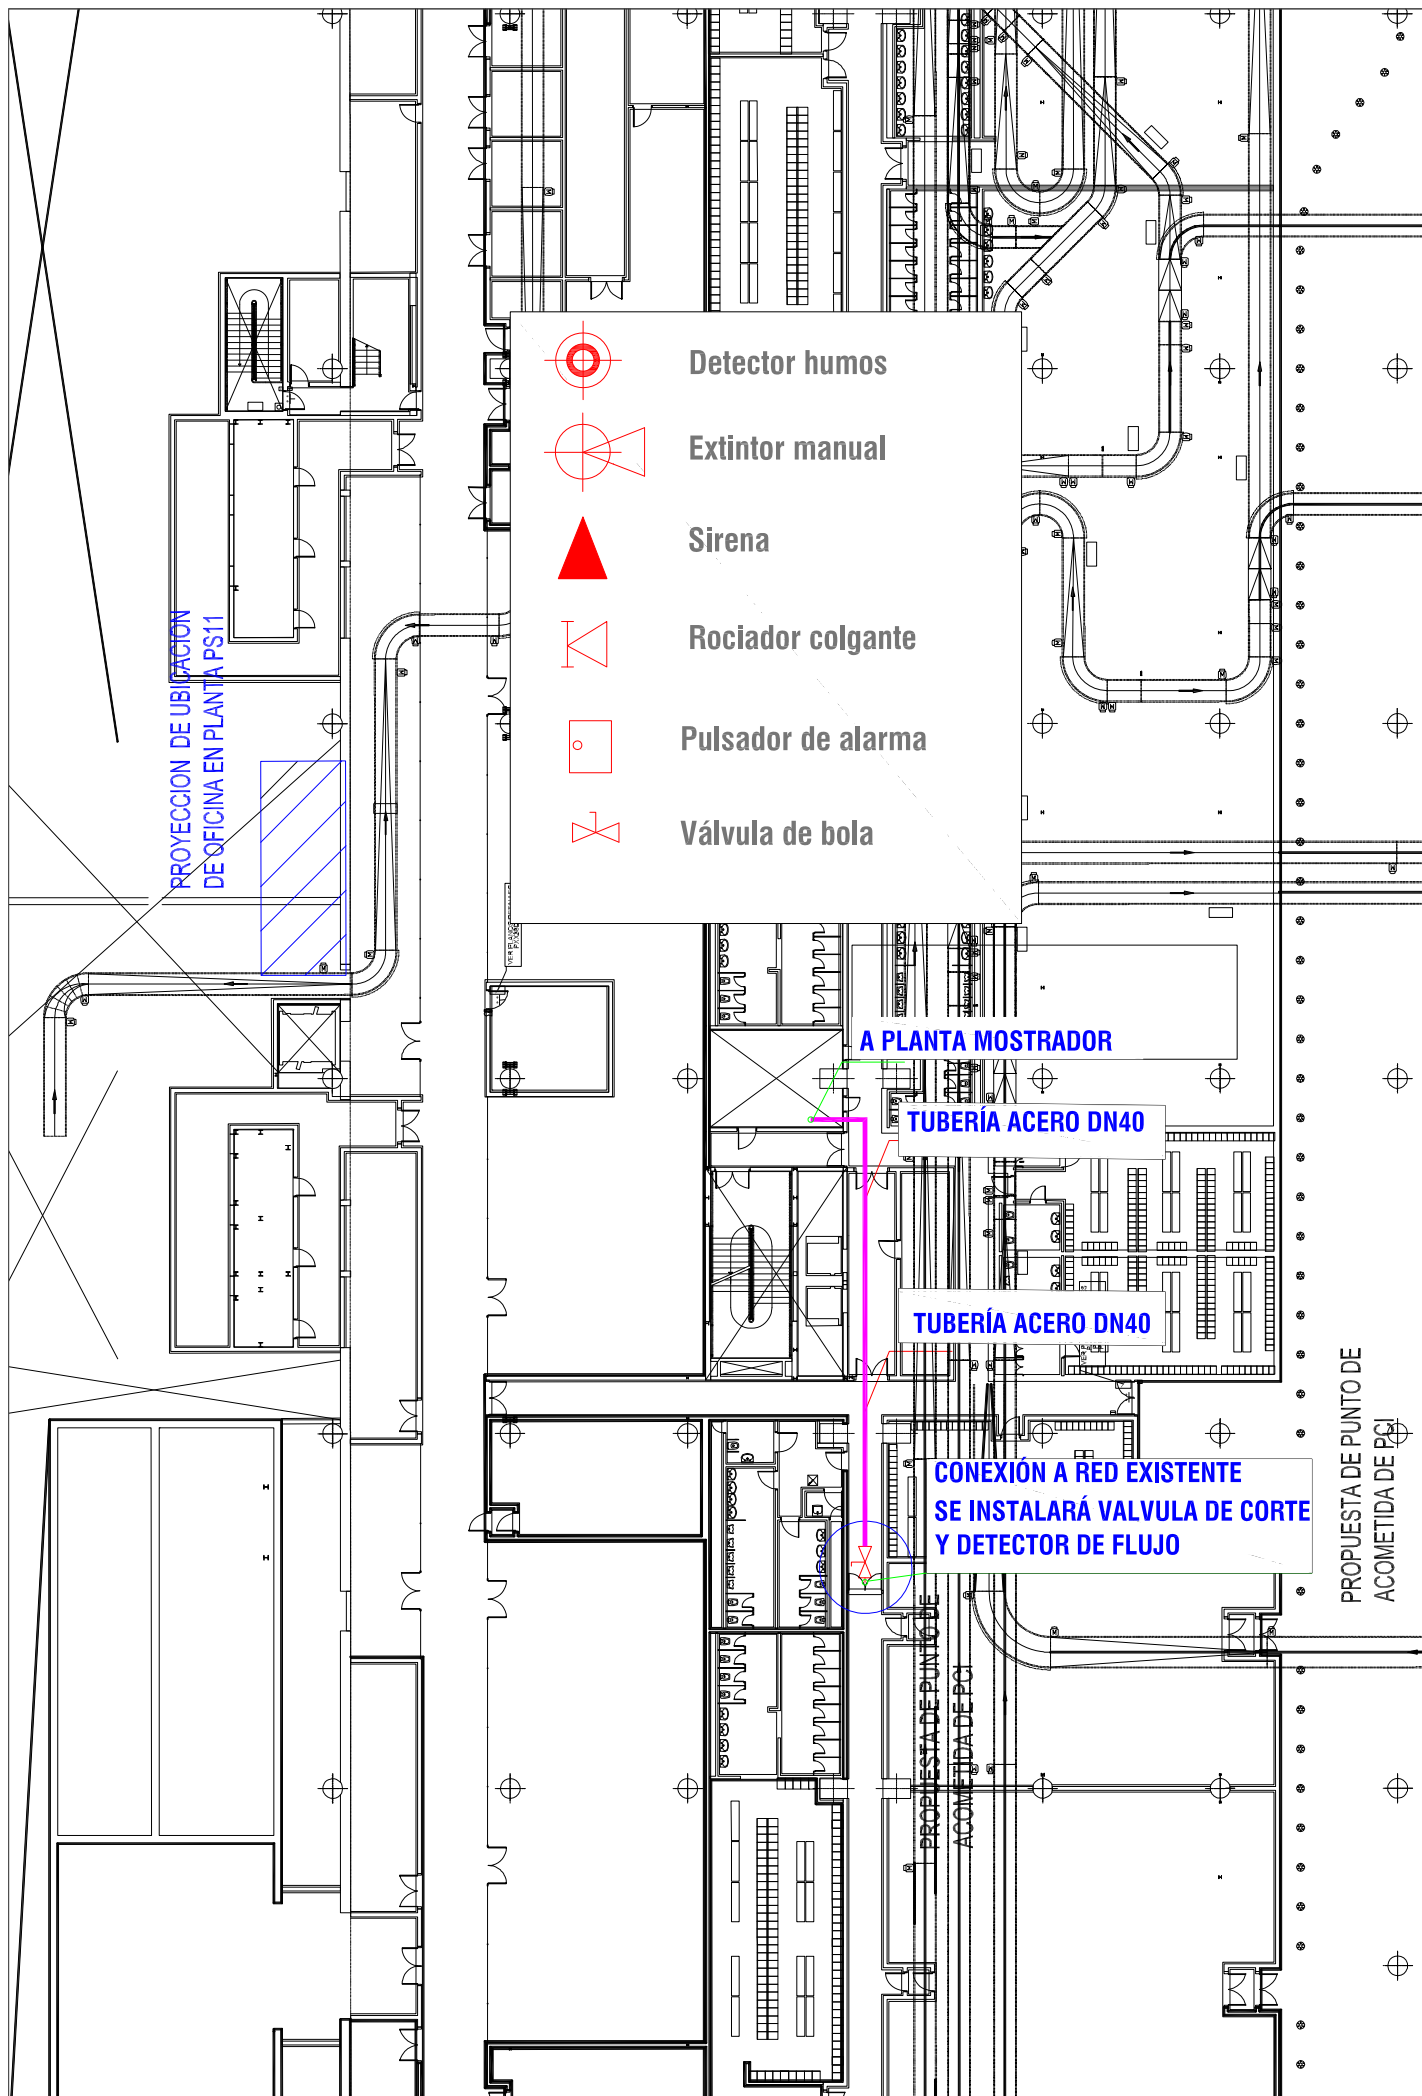 Detector humos
Extintor manual
Sirena
Rociador colgante
Pulsador de alarma
Válvula de bola
PROYECCION DE UBICACION
DE OFICINA EN PLANTA PS11
A PLANTA MOSTRADOR
TUBERÍA ACERO DN40
TUBERÍA ACERO DN40
CONEXIÓN A RED EXISTENTE
SE INSTALARÁ VALVULA DE CORTE
Y DETECTOR DE FLUJO
PROPUESTA DE PUNTO DE
ACOMETIDA DE PCI
PROPUESTA DE PUNTO DE
ACOMETIDA DE PCI